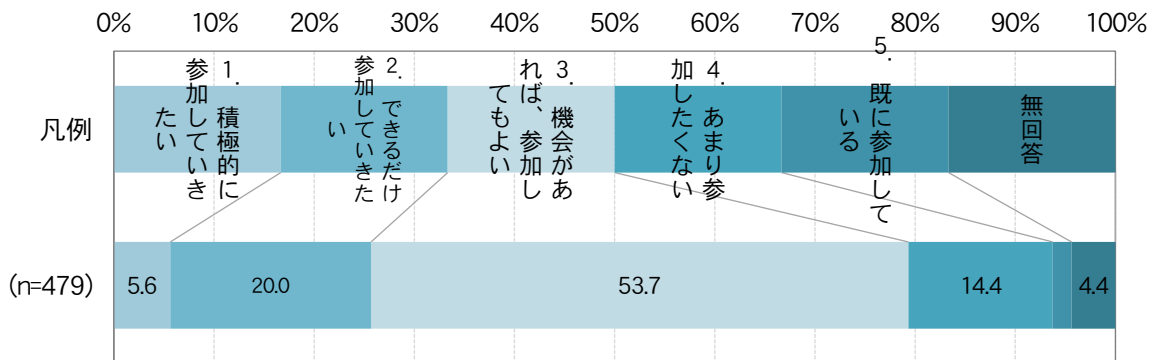 0% 10% 20% 30% 40% 50% 60% 70% 80% 90% 100%
凡例
1. 積極的に
参加していき
たい
2. できるだけ
参加していきた
い
3. 機会があ
れば、参加し
てもよい
4. あまり参
加したくない
5. 既に参加して
いる
無回答
(n=479)
5.6
20.0
53.7
14.4
4.4